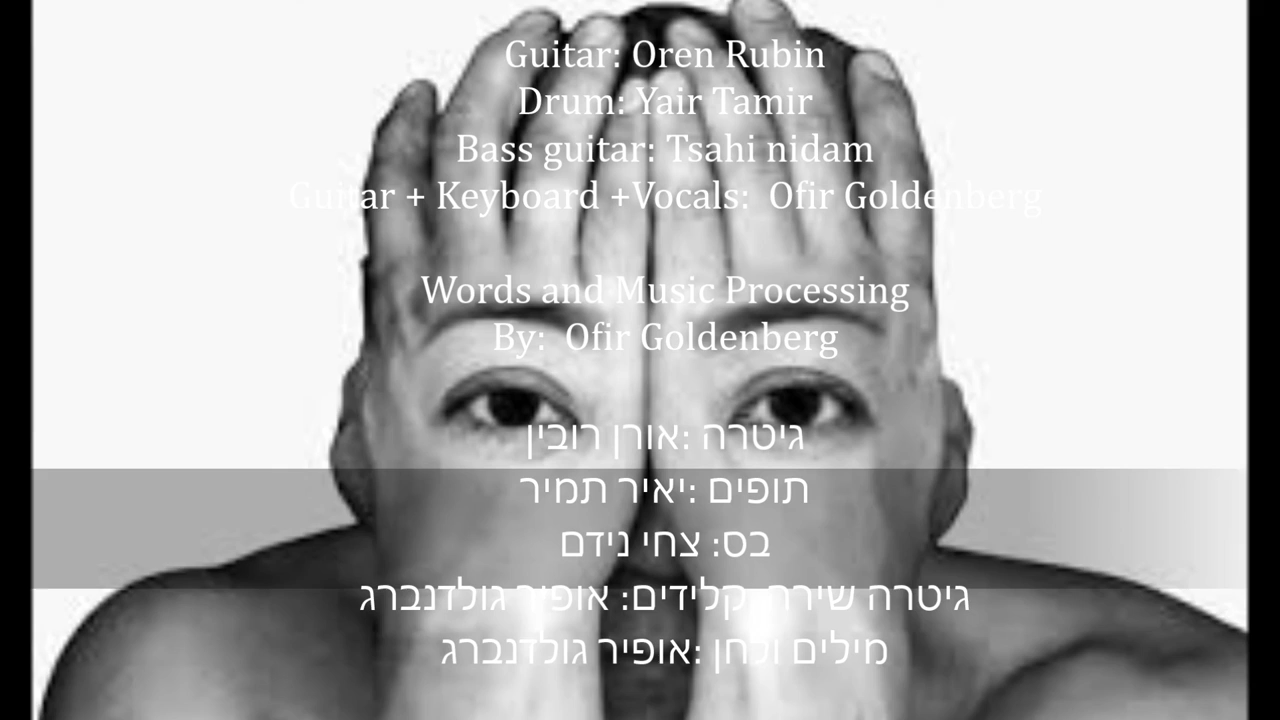 Guitar: Oren Rubin
Drum: Yair Tamir
Bass guitar: Tsahi nidam
Guitar + Keyboard +Vocals: Ofir Goldenberg
Words and Music Processing
By: Ofir Goldenberg
גיטרה :אורן רובין
תופים :יאיר תמיר
בס: צחי נידם
גיטרה שירה קלידים: אופיר גולדנברג
מילים ולחן :אופיר גולדנברג